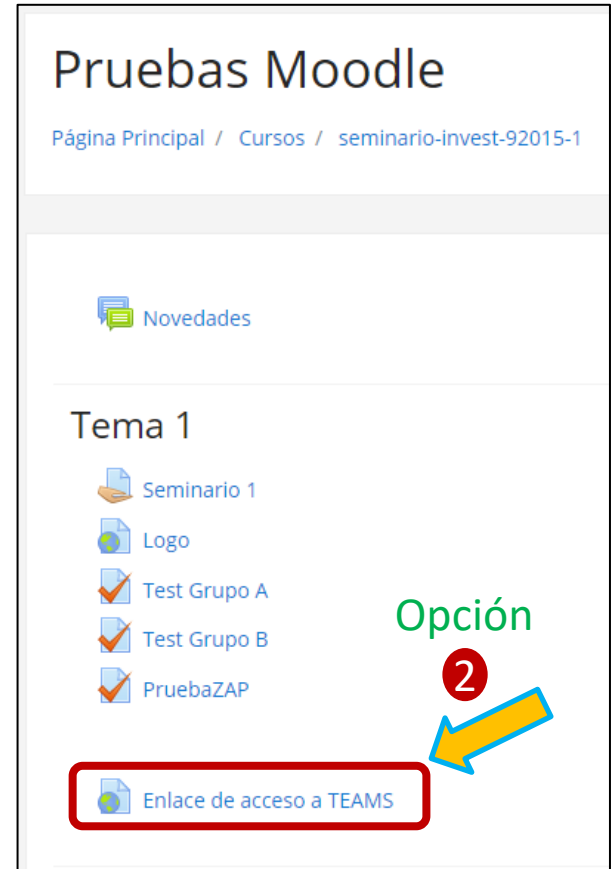 Pruebas Moodle
Página Principal / Cursos / seminario-invest-92015-1
Novedades
Tema 1
Seminario 1
Logo
Test Grupo A
Test Grupo B
PruebaZAP
Opción
2
Enlace de acceso a TEAMS